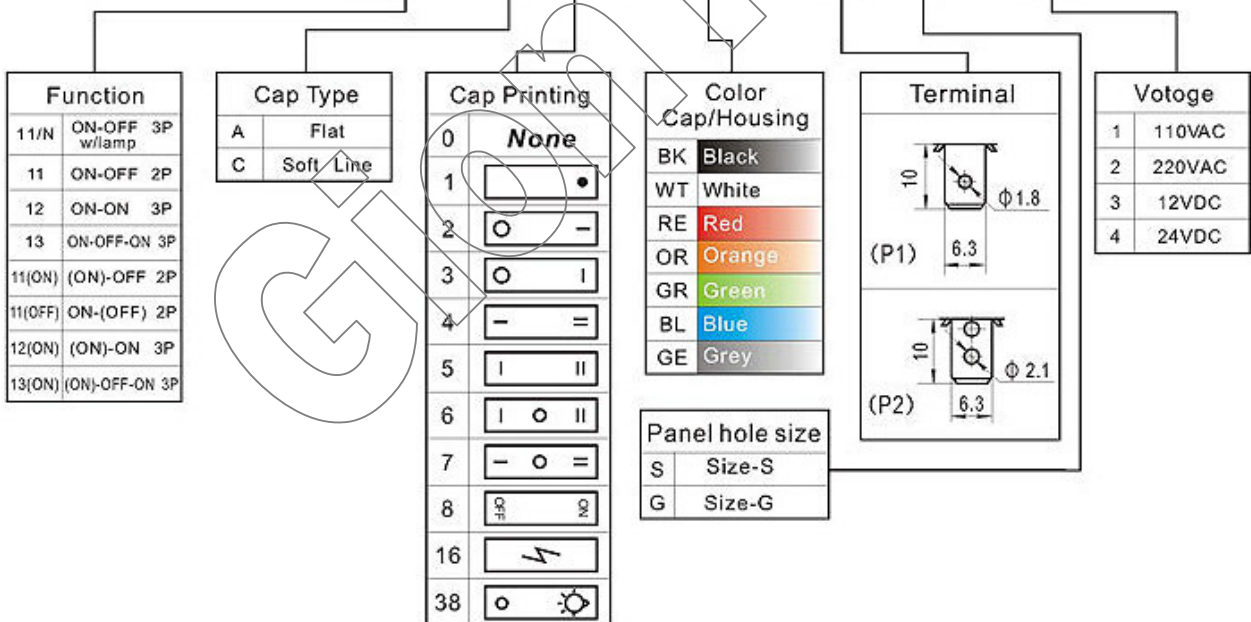 Function
11/N ON-OFF 3P
w/lamp
11 ON-OFF 2P
12 ON-ON 3P
13 ON-OFF-ON 3P
11(ON) (ON)-OFF 2P
11(OFF) ON-(OFF) 2P
12(ON) (ON)-ON 3P
13(ON) (ON)-OFF-ON 3P
Cap Type
A Flat
C Soft Line
Cap Printing
0 None
1 ●
2 O –
3 O I
4 – =
5 I II
6 I O II
7 – O =
8 OFF ON
16
38 O
Color
Cap/Housing
BK Black
WT White
RE Red
OR Orange
GR Green
BL Blue
GE Grey
Panel hole size
S Size-S
G Size-G
Terminal
10
Φ1.8
(P1) 6.3
10
Φ 2.1
(P2) 6.3
Votoge
1 110VAC
2 220VAC
3 12VDC
4 24VDC